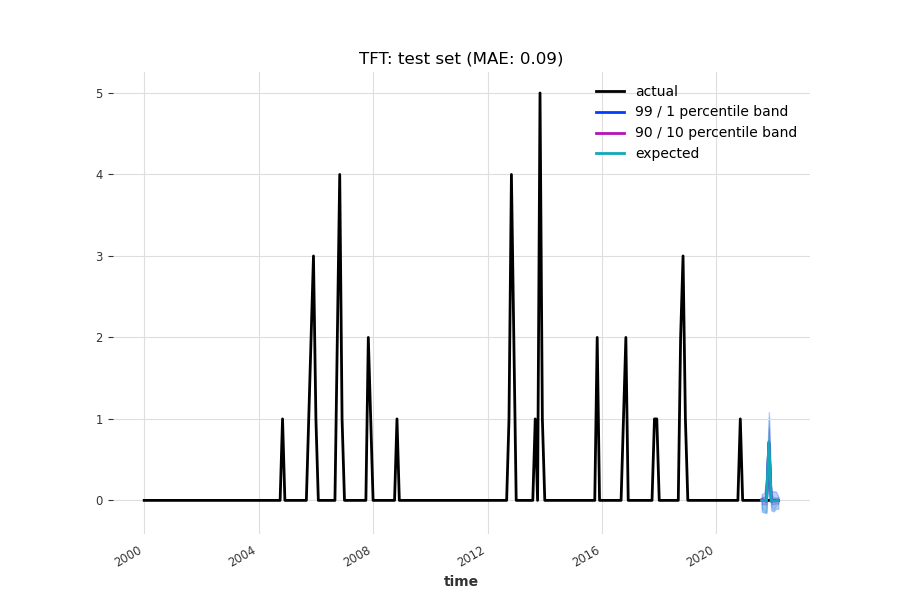 TFT: test set (MAE: 0.09)
actual
99 / 1 percentile band
90 / 10 percentile band
expected
5
4
3
2
1
0
2000
2004
2008
2012
2016
2020
time